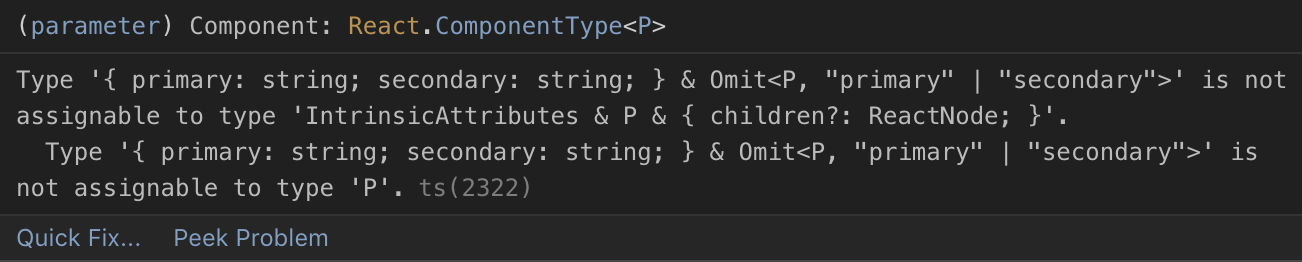 (parameter) Component: React.ComponentType<P>
Type '{ primary: string; secondary: string; } & Omit<P, "primary" | "secondary">' is not
assignable to type 'IntrinsicAttributes & P & { children?: ReactNode; }'.
  Type '{ primary: string; secondary: string; } & Omit<P, "primary" | "secondary">' is
not assignable to type 'P'. ts(2322)
Quick Fix... Peek Problem